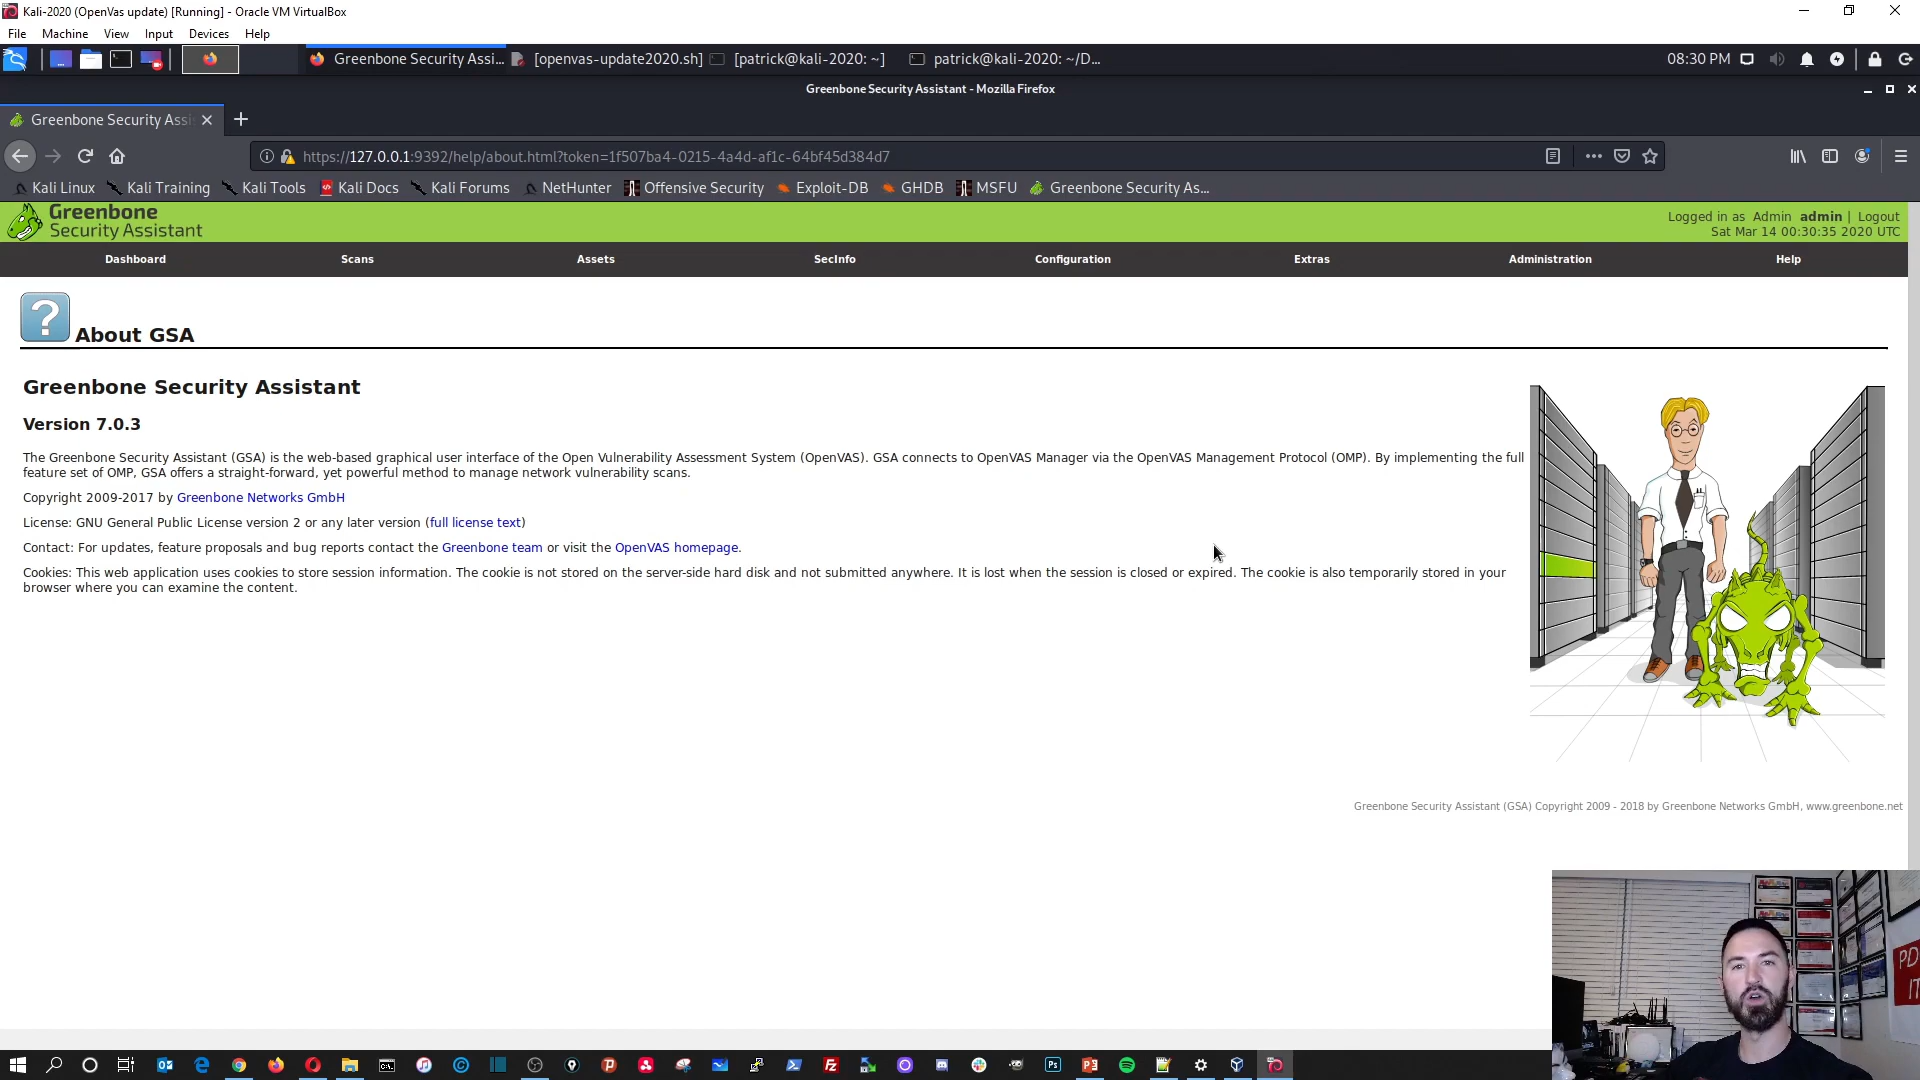 Kali-2020 (OpenVas update) [Running] - Oracle VM VirtualBox
File Machine View Input Devices Help
Greenbone Security Assi... [openvas-update2020.sh] [patrick@kali-2020: ~] patrick@kali-2020: ~/D... 08:30 PM
Greenbone Security Assistant - Mozilla Firefox
Greenbone Security Assi
https://127.0.0.1:9392/help/about.html?token=1f507ba4-0215-4a4d-af1c-64bf45d384d7
Kali Linux Kali Training Kali Tools Kali Docs Kali Forums NetHunter Offensive Security Exploit-DB GHDB MSFU Greenbone Security As...
Greenbone
Security Assistant
Logged in as Admin admin | Logout
Sat Mar 14 00:30:35 2020 UTC
Dashboard Scans Assets SecInfo Configuration Extras Administration Help
About GSA
Greenbone Security Assistant
Version 7.0.3
The Greenbone Security Assistant (GSA) is the web-based graphical user interface of the Open Vulnerability Assessment System (OpenVAS). GSA connects to OpenVAS Manager via the OpenVAS Management Protocol (OMP). By implementing the full
feature set of OMP, GSA offers a straight-forward, yet powerful method to manage network vulnerability scans.
Copyright 2009-2017 by Greenbone Networks GmbH
License: GNU General Public License version 2 or any later version (full license text)
Contact: For updates, feature proposals and bug reports contact the Greenbone team or visit the OpenVAS homepage.
Cookies: This web application uses cookies to store session information. The cookie is not stored on the server-side hard disk and not submitted anywhere. It is lost when the session is closed or expired. The cookie is also temporarily stored in your
browser where you can examine the content.
Greenbone Security Assistant (GSA) Copyright 2009 - 2018 by Greenbone Networks GmbH, www.greenbone.net
PD
IT